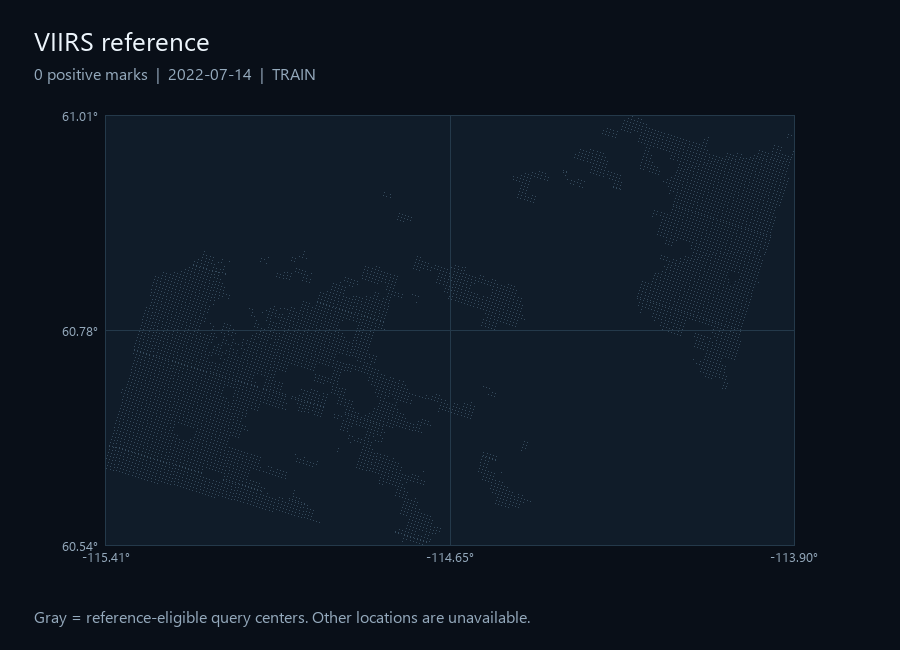 VIIRS reference
0 positive marks | 2022-07-14 | TRAIN
61.01°
60.78°
60.54°
-115.41° -114.65° -113.90°
Gray = reference-eligible query centers. Other locations are unavailable.